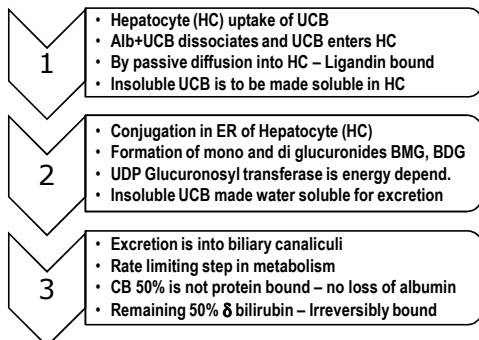 1
• Hepatocyte (HC) uptake of UCB
• Alb+UCB dissociates and UCB enters HC
• By passive diffusion into HC – Ligandin bound
• Insoluble UCB is to be made soluble in HC
2
• Conjugation in ER of Hepatocyte (HC)
• Formation of mono and di glucuronides BMG, BDG
• UDP Glucuronosyl transferase is energy depend.
• Insoluble UCB made water soluble for excretion
3
• Excretion is into biliary canaliculi
• Rate limiting step in metabolism
• CB 50% is not protein bound – no loss of albumin
• Remaining 50% δ bilirubin – Irreversibly bound